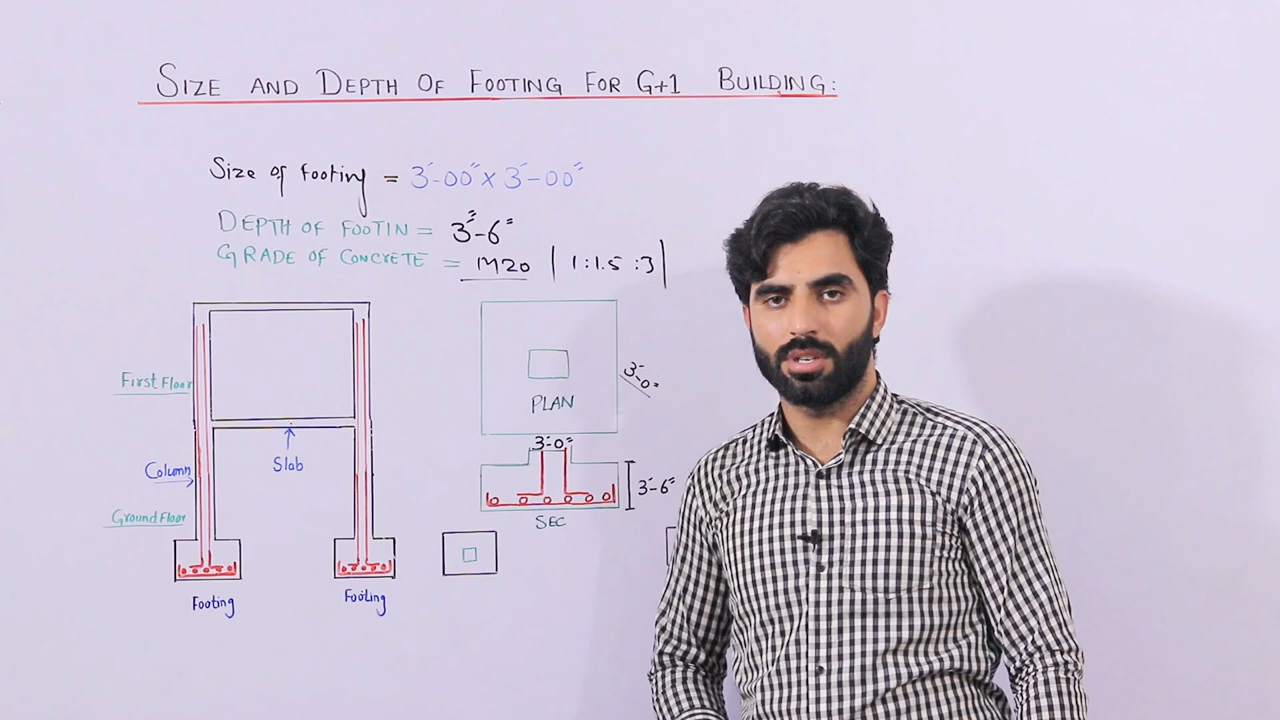 SIZE AND DEPTH OF FOOTING FOR G+1 BUILDING:
Size of footing = 3'-00" x 3'-00"
DEPTH OF FOOTIN = 3"-6"
GRADE OF CONCRETE = M20 | 1:1.5:3 |
First Floor
Slab
Column
Ground Floor
Footing
Footing
PLAN
3'-0"
3'-0"
3'-6"
SEC